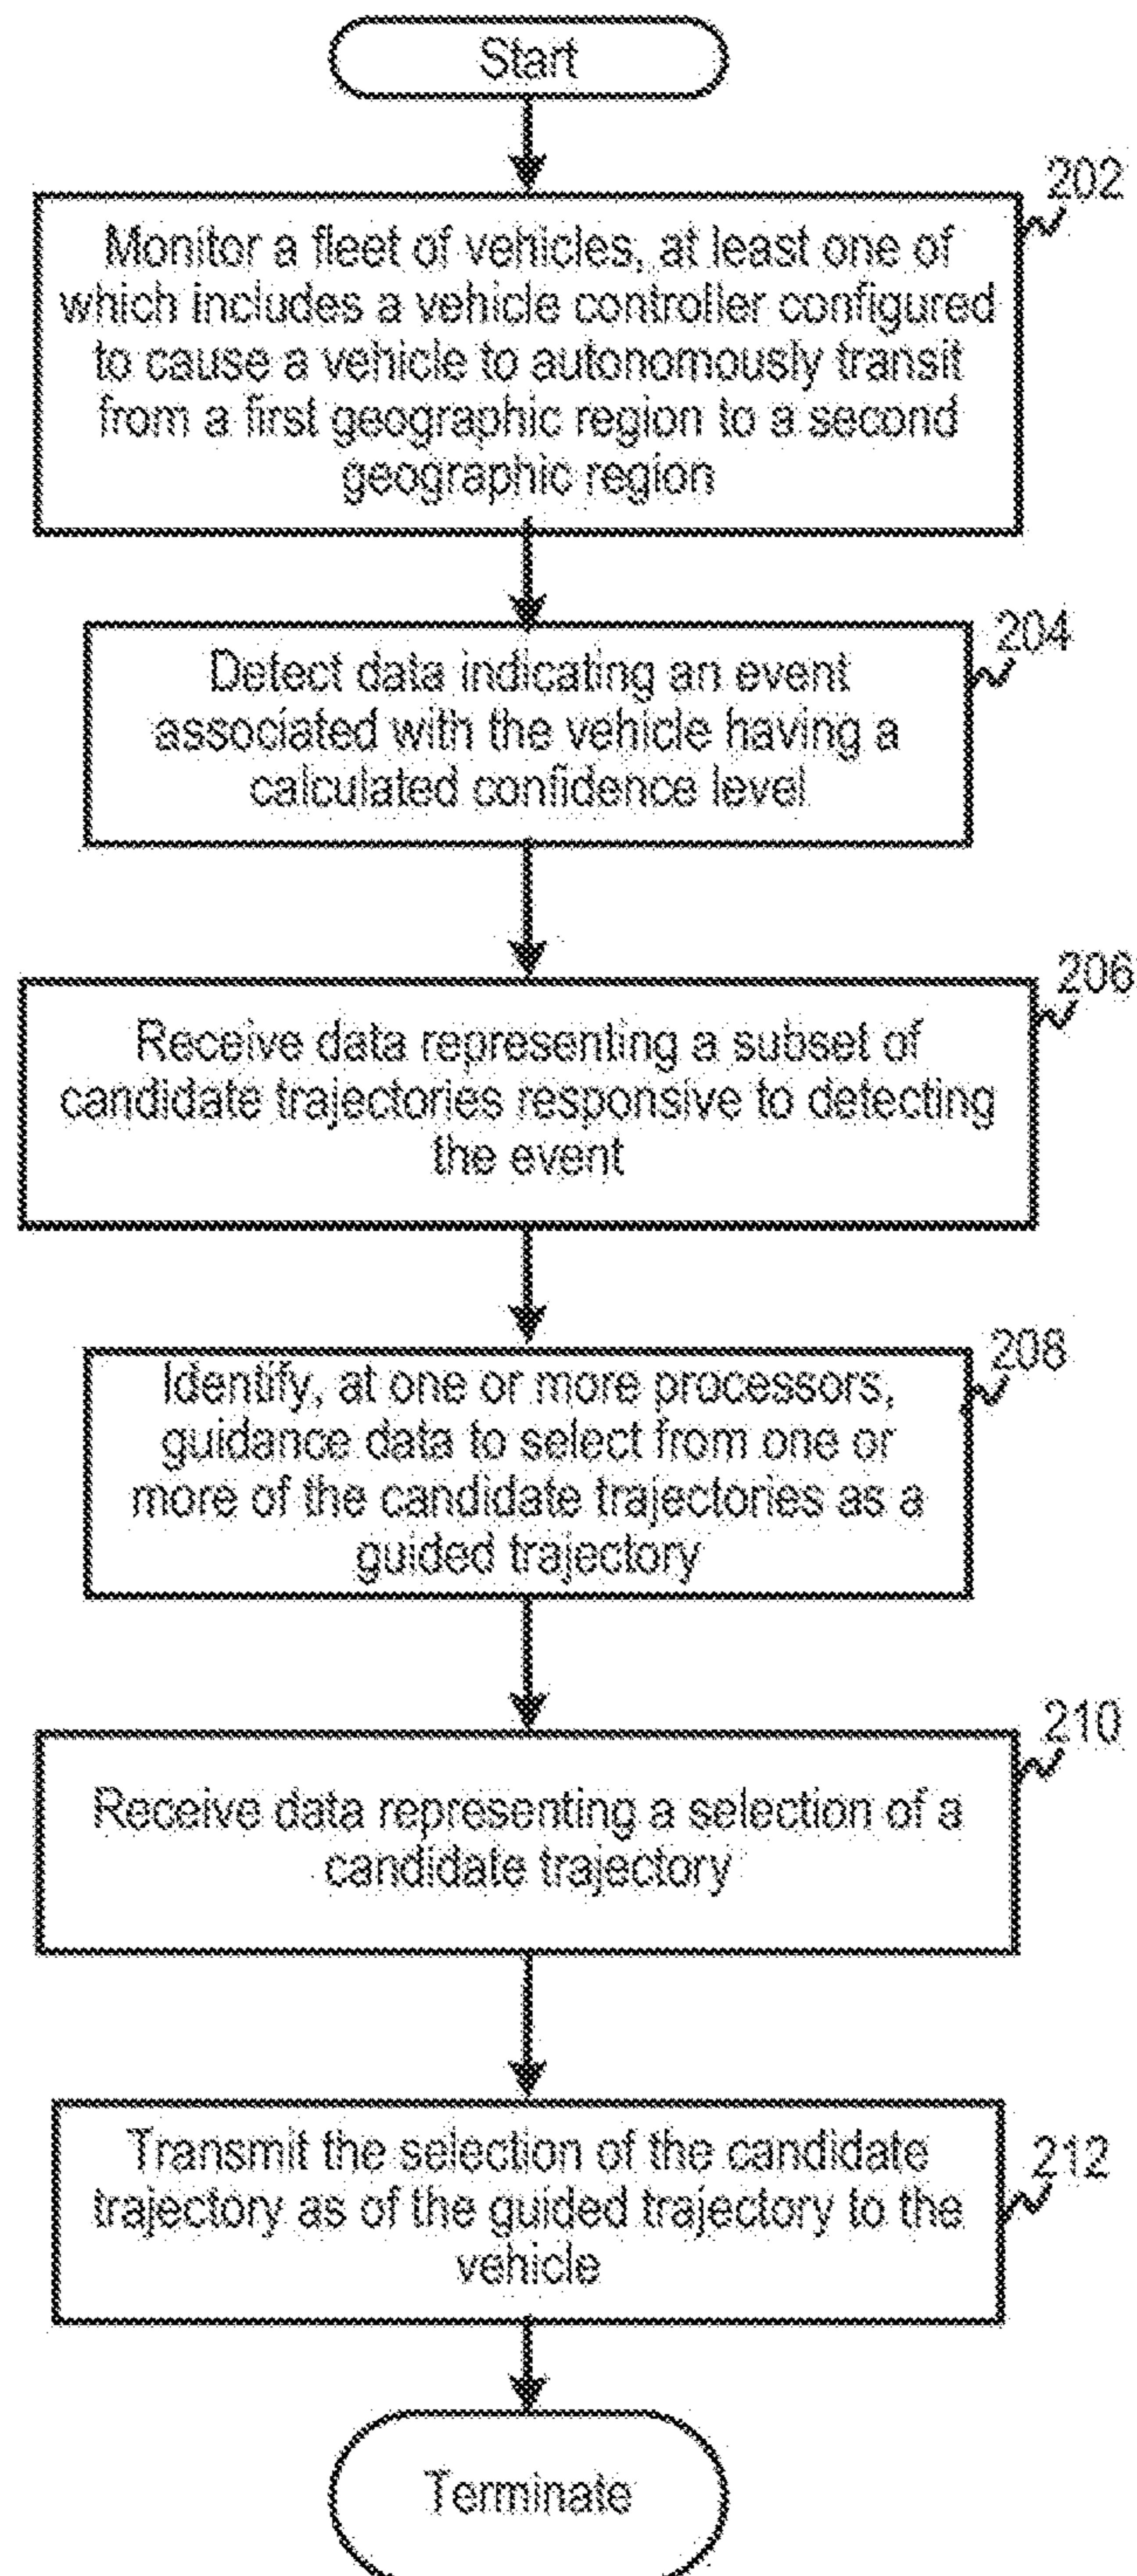 Start
202
Monitor a fleet of vehicles, at least one of
which includes a vehicle controller configured
to cause a vehicle to autonomously transit
from a first geographic region to a second
geographic region
204
Detect data indicating an event
associated with the vehicle having a
calculated confidence level
206
Receive data representing a subset of
candidate trajectories responsive to detecting
the event
208
Identify, at one or more processors,
guidance data to select from one or
more of the candidate trajectories as a
guided trajectory
210
Receive data representing a selection of a
candidate trajectory
212
Transmit the selection of the candidate
trajectory as of the guided trajectory to the
vehicle
Terminate